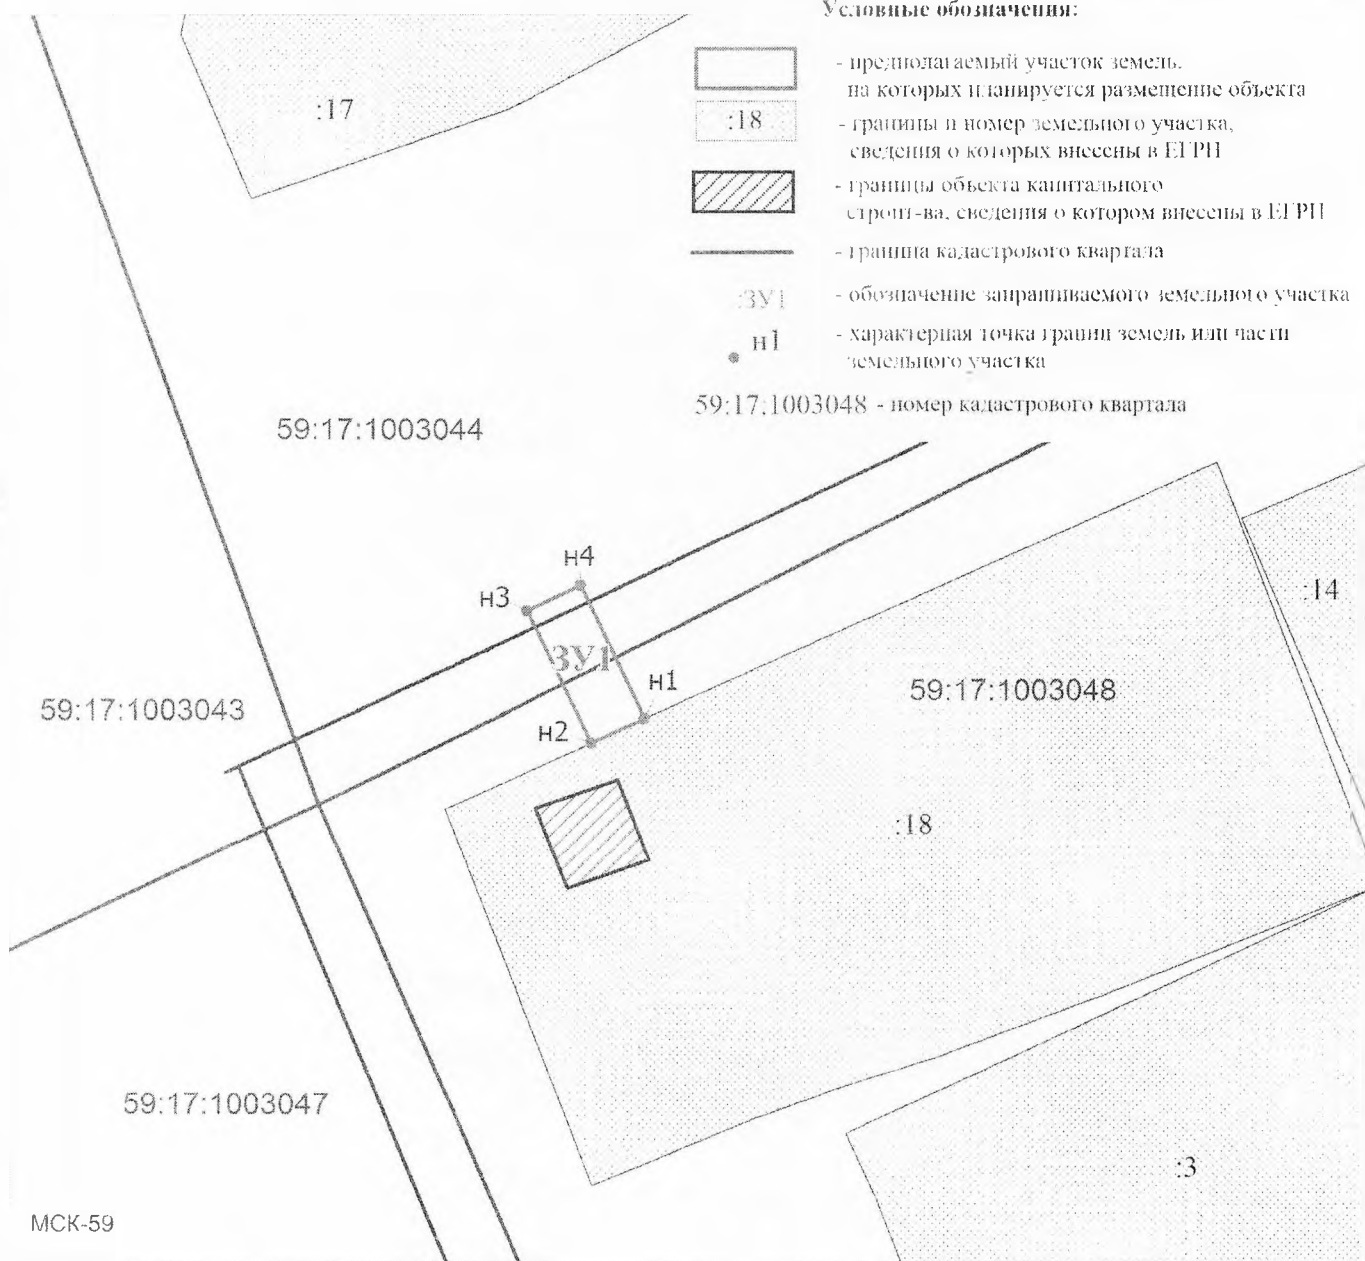 Условные обозначения:
- предполагаемый участок земель,
на которых планируется размещение объекта
:18
- границы и номер земельного участка,
сведения о которых внесены в ЕГРН
- границы объекта капитального
строит-ва, сведения о котором внесены в ЕГРН
- граница кадастрового квартала
:ЗУ1
- обозначение запрашиваемого земельного участка
н1
- характерная точка границ земель или части
земельного участка
59:17:1003048 - номер кадастрового квартала
:17
59:17:1003044
н4
н3
:14
ЗУ1
н1
59:17:1003048
59:17:1003043
н2
:18
59:17:1003047
:3
МСК-59